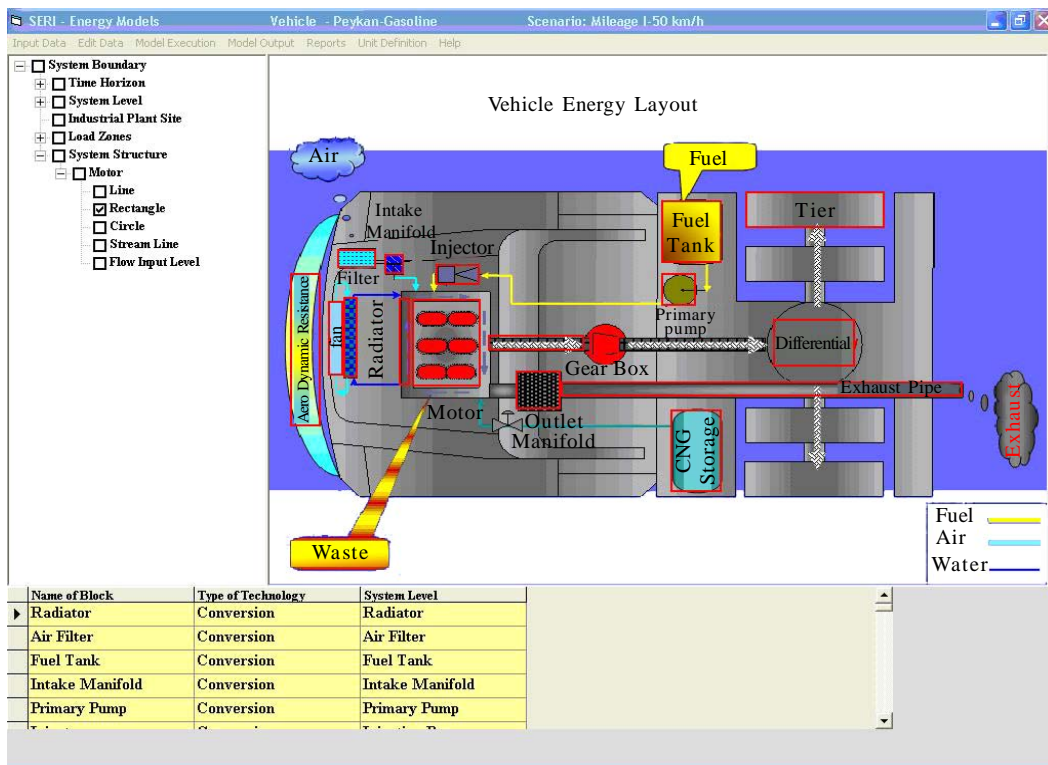 SERI - Energy Models Vehicle - Peykan-Gasoline Scenario: Mileage I-50 km/h
Input Data Edit Data Model Execution Model Output Reports Unit Definition Help
System Boundary
Time Horizon
System Level
Industrial Plant Site
Load Zones
System Structure
Motor
Line
Rectangle
Circle
Stream Line
Flow Input Level
Vehicle Energy Layout
Air
Fuel
Intake
Manifold
Injector
Filter
Fuel
Tank
Tier
Primary
pump
Aero Dynamic Resistance
fan
Radiator
Gear Box
Differential
Motor
Outlet
Manifold
Exhaust Pipe
CNG
Storage
Exhaust
Waste
Fuel
Air
Water
Name of Block Type of Technology System Level
Radiator Conversion Radiator
Air Filter Conversion Air Filter
Fuel Tank Conversion Fuel Tank
Intake Manifold Conversion Intake Manifold
Primary Pump Conversion Primary Pump